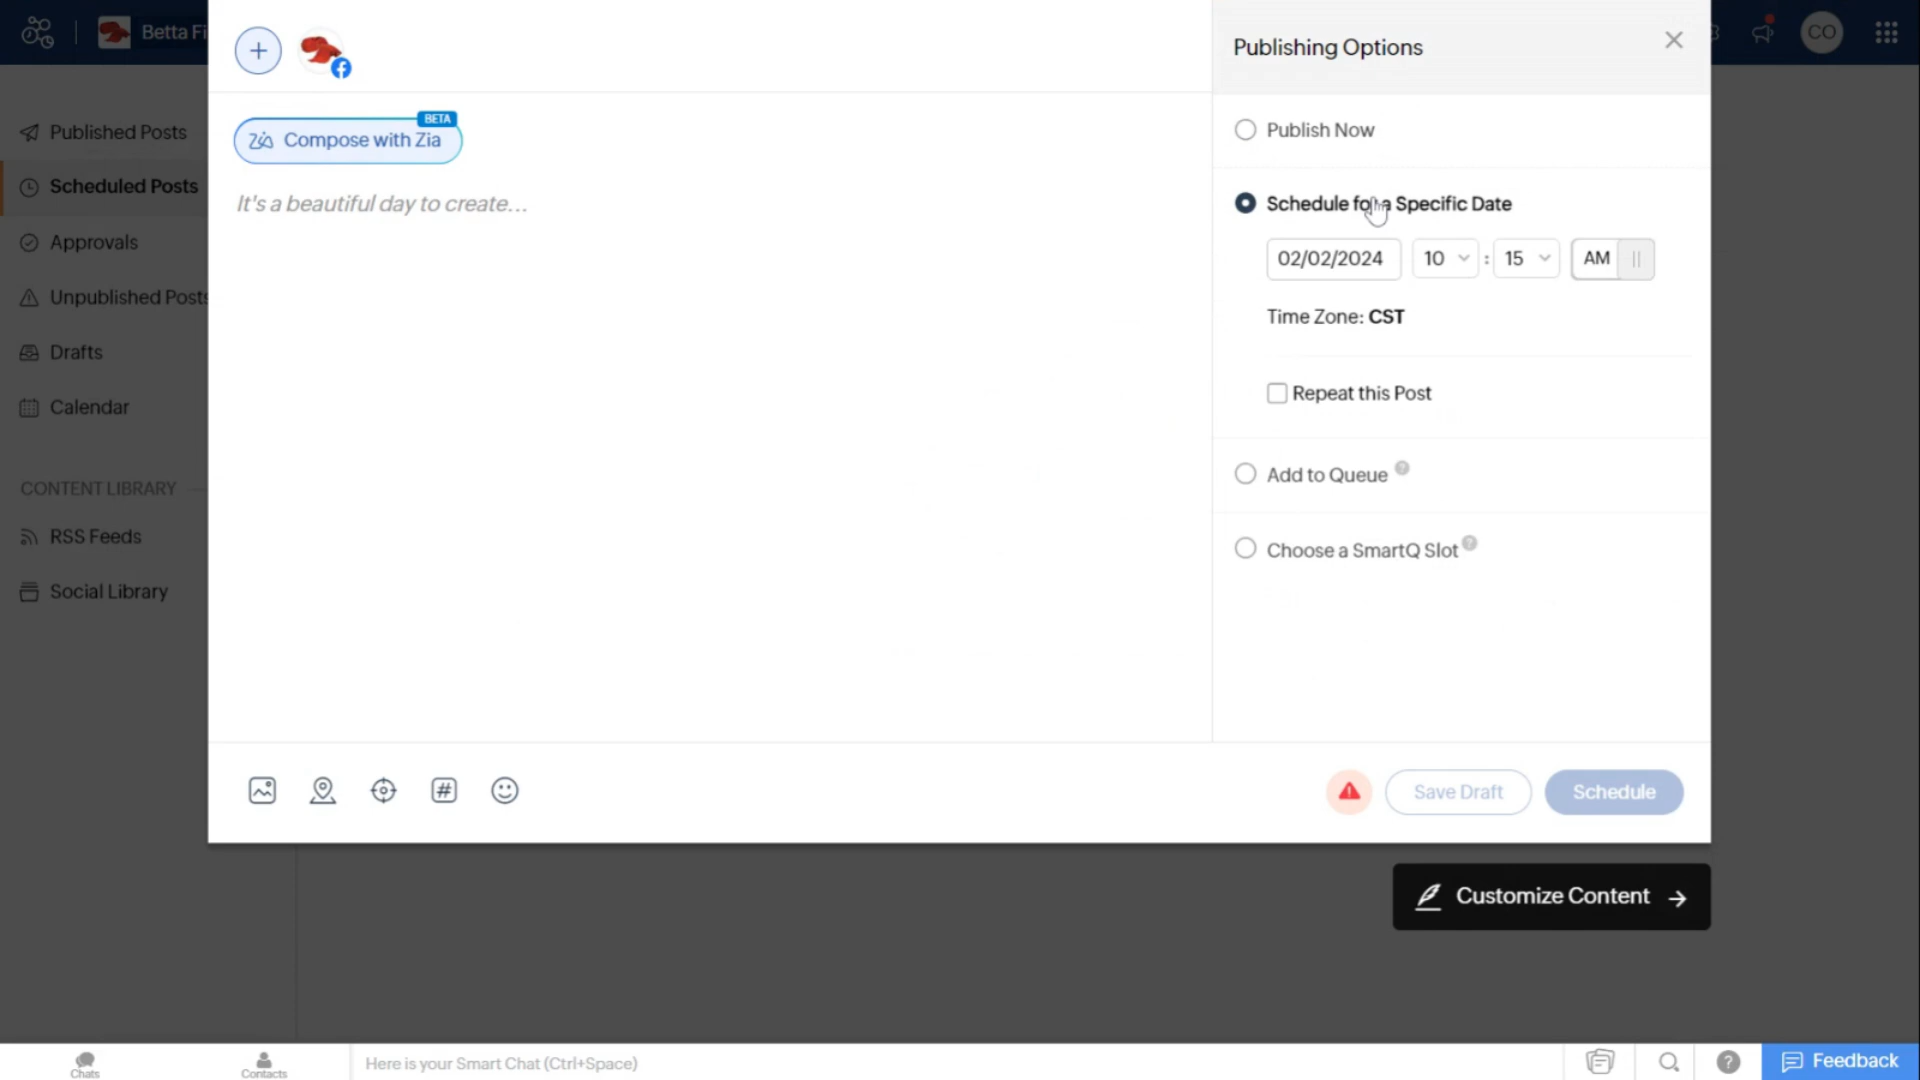 Betta Fi
CO
Published Posts
Scheduled Posts
Approvals
Unpublished Posts
Drafts
Calendar
CONTENT LIBRARY
RSS Feeds
Social Library
BETA
Zia Compose with Zia
It's a beautiful day to create...
Publishing Options
Publish Now
Schedule for a Specific Date
02/02/2024 10 : 15 AM
Time Zone: CST
Repeat this Post
Add to Queue ?
Choose a SmartQ Slot ?
#
Save Draft
Schedule
Customize Content
Chats
Contacts
Here is your Smart Chat (Ctrl+Space)
?
Feedback